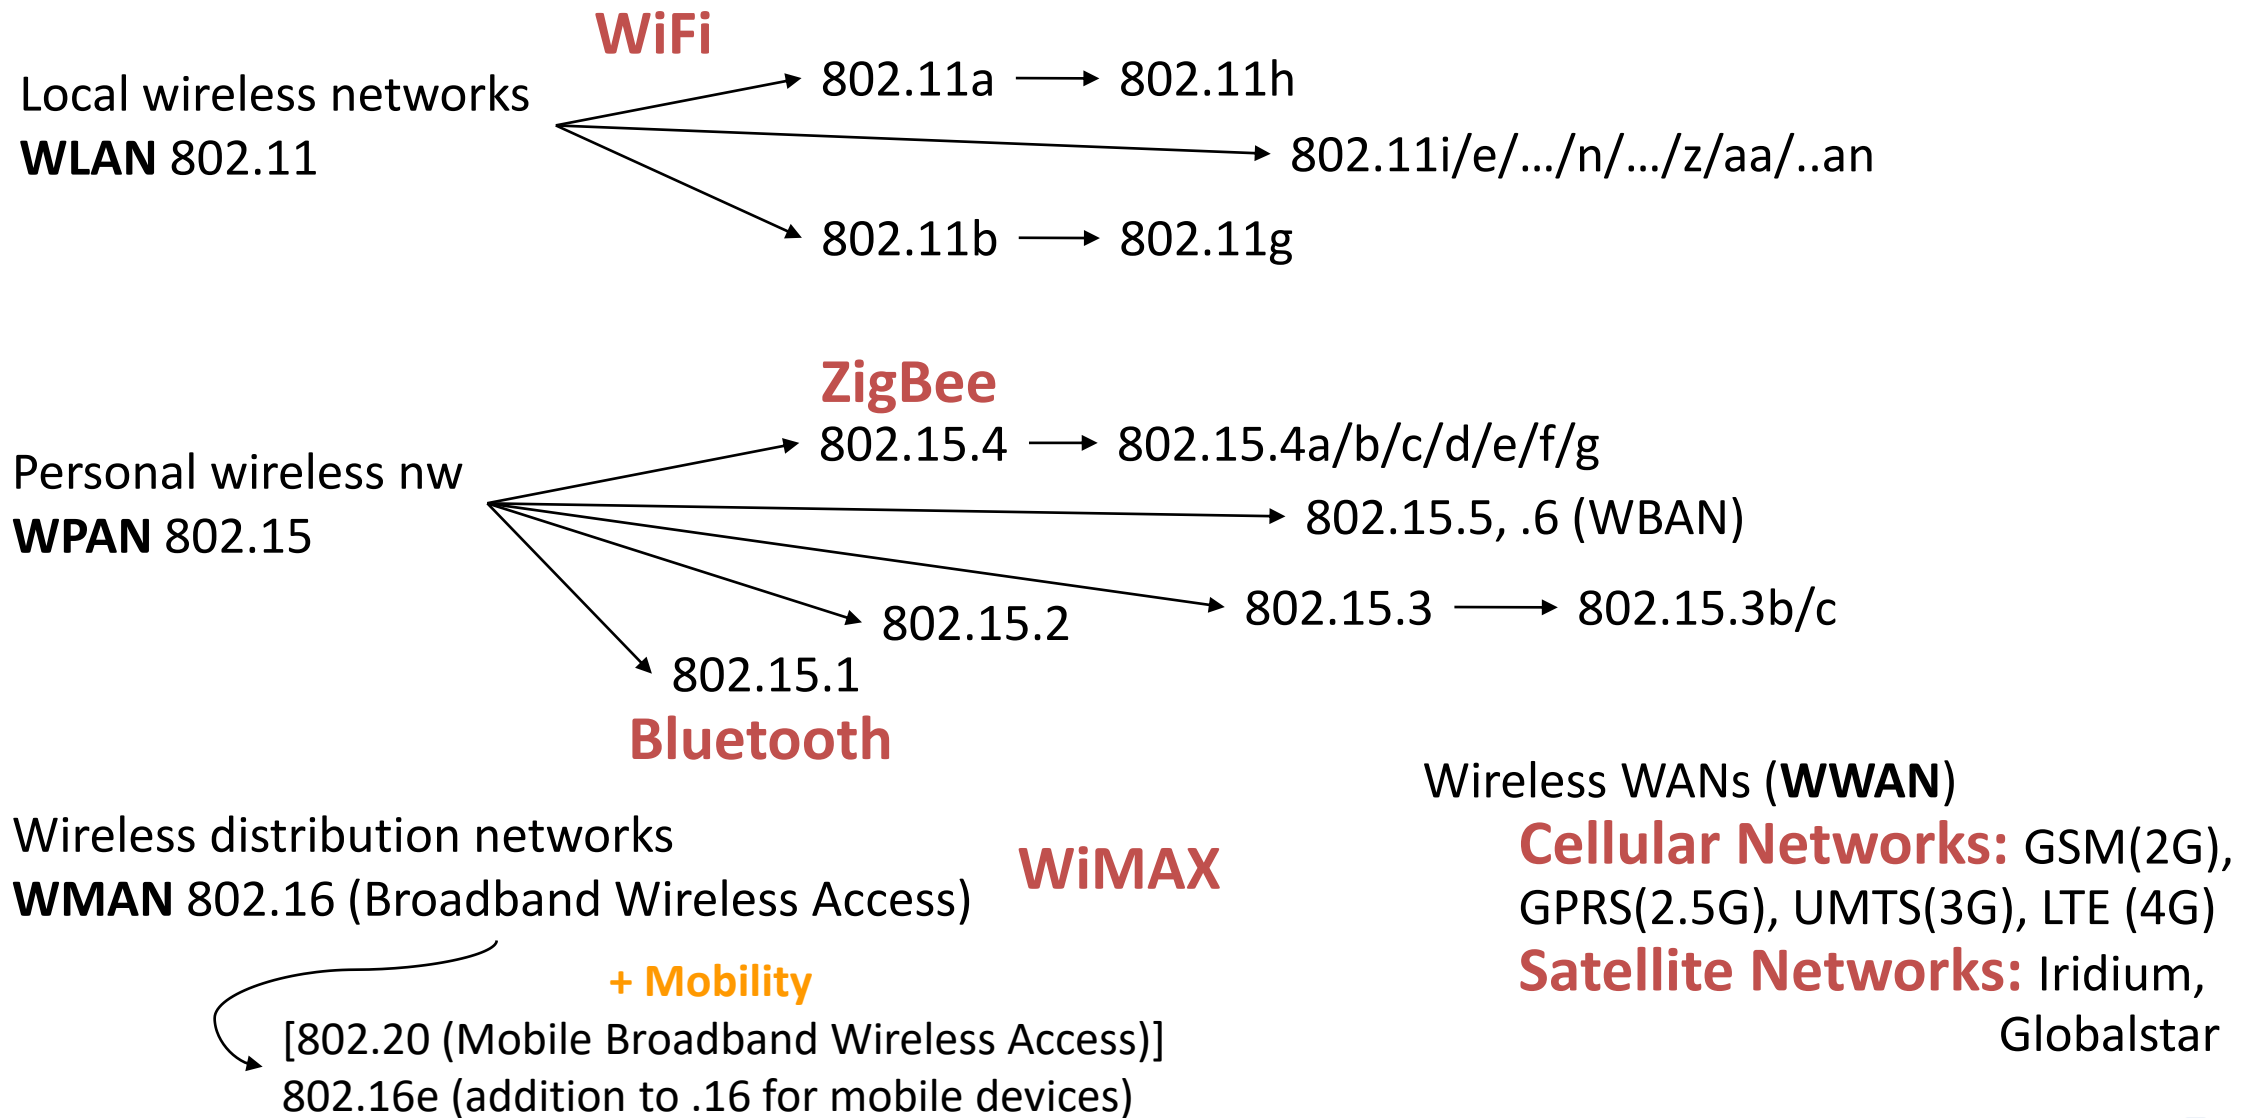 WiFi
Local wireless networks
WLAN 802.11
802.11a
802.11h
802.11i/e/…/n/…/z/aa/..an
802.11b
802.11g
ZigBee
Personal wireless nw
WPAN 802.15
802.15.4
802.15.4a/b/c/d/e/f/g
802.15.5, .6 (WBAN)
802.15.3
802.15.3b/c
802.15.2
802.15.1
Bluetooth
Wireless distribution networks
WMAN 802.16 (Broadband Wireless Access)
WiMAX
+ Mobility
[802.20 (Mobile Broadband Wireless Access)]
802.16e (addition to .16 for mobile devices)
Wireless WANs (WWAN)
Cellular Networks: GSM(2G),
GPRS(2.5G), UMTS(3G), LTE (4G)
Satellite Networks: Iridium,
Globalstar